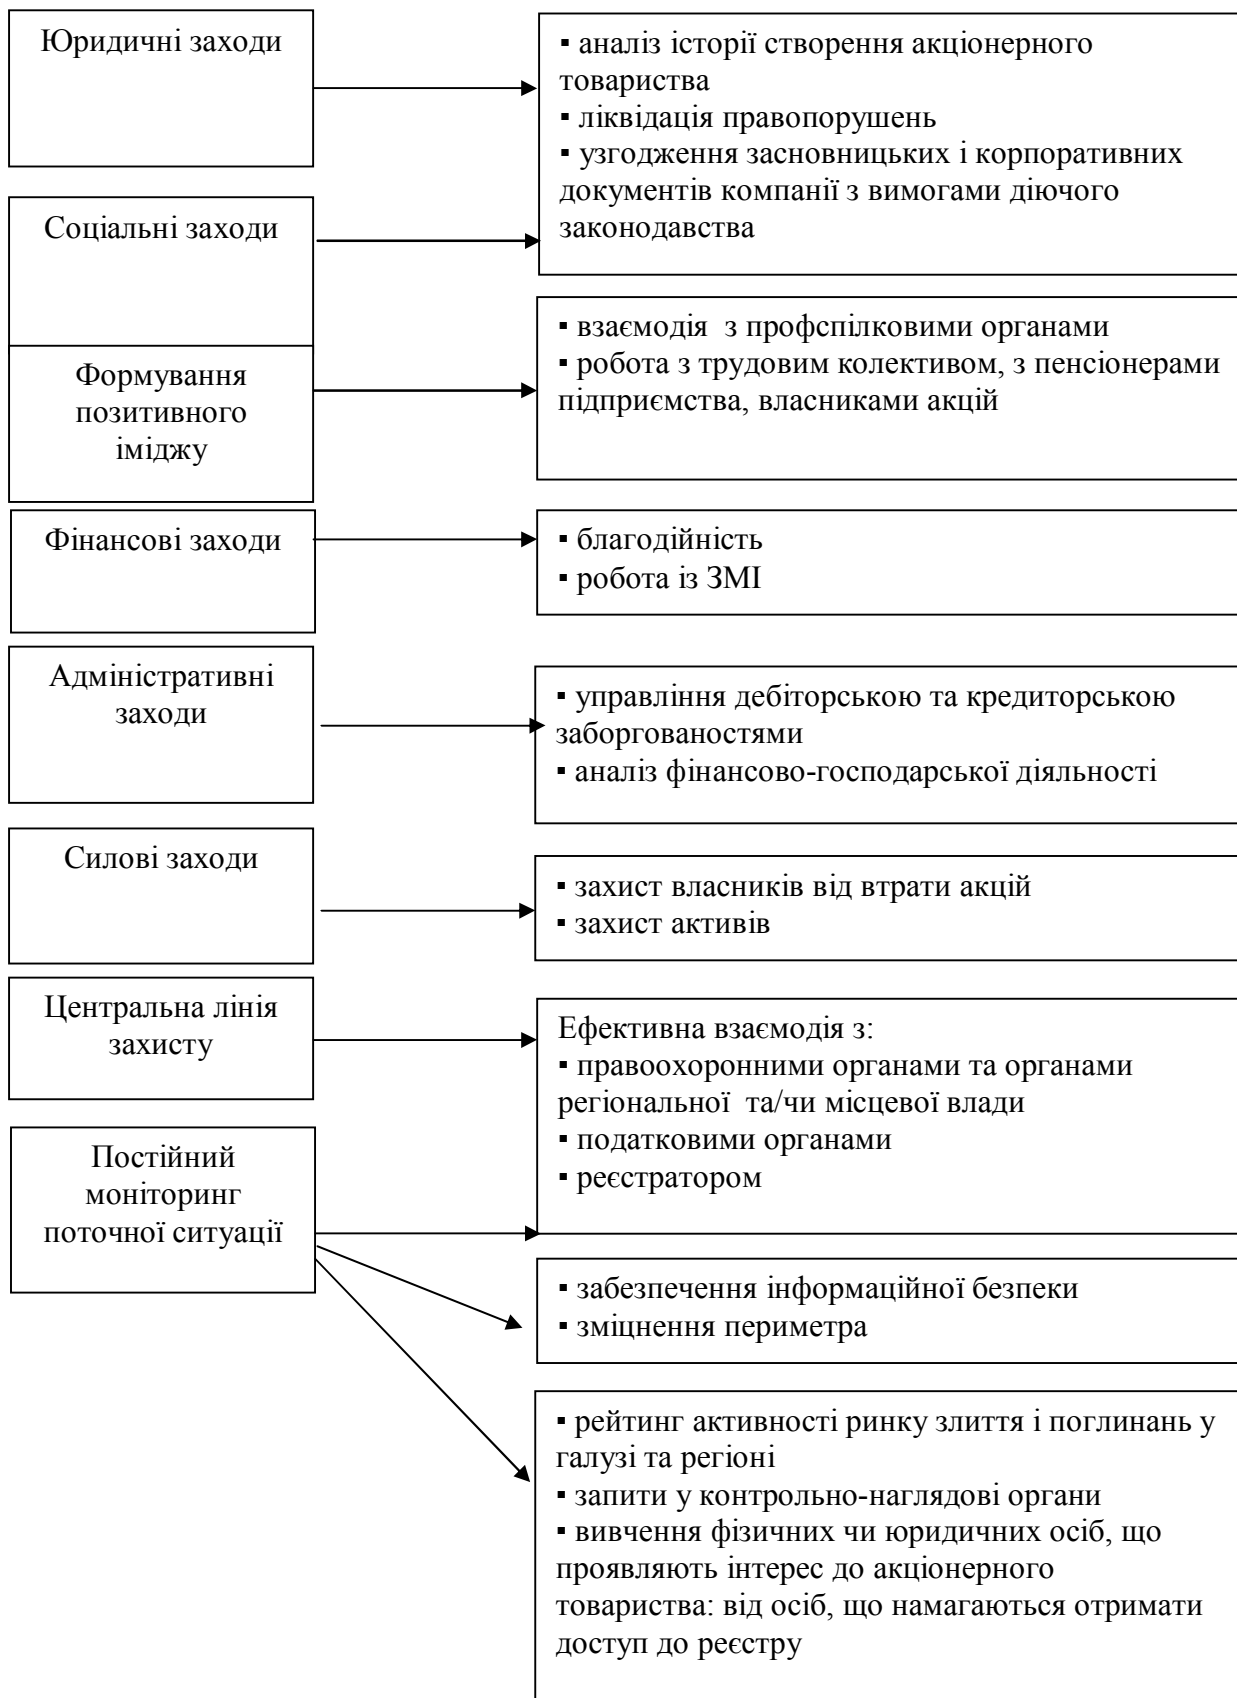 Юридичні заходи
▪ аналіз історії створення акціонерного
товариства
▪ ліквідація правопорушень
▪ узгодження засновницьких і корпоративних
документів компанії з вимогами діючого
законодавства
Соціальні заходи
▪ взаємодія з профспілковими органами
▪ робота з трудовим колективом, з пенсіонерами
підприємства, власниками акцій
Формування
позитивного
іміджу
Фінансові заходи
▪ благодійність
▪ робота із ЗМІ
Адміністративні
заходи
▪ управління дебіторською та кредиторською
заборгованостями
▪ аналіз фінансово-господарської діяльності
Силові заходи
▪ захист власників від втрати акцій
▪ захист активів
Центральна лінія
захисту
Ефективна взаємодія з:
▪ правоохоронними органами та органами
регіональної та/чи місцевої влади
▪ податковими органами
▪ реєстратором
Постійний
моніторинг
поточної ситуації
▪ забезпечення інформаційної безпеки
▪ зміцнення периметра
▪ рейтинг активності ринку злиття і поглинань у
галузі та регіоні
▪ запити у контрольно-наглядові органи
▪ вивчення фізичних чи юридичних осіб, що
проявляють інтерес до акціонерного
товариства: від осіб, що намагаються отримати
доступ до реєстру